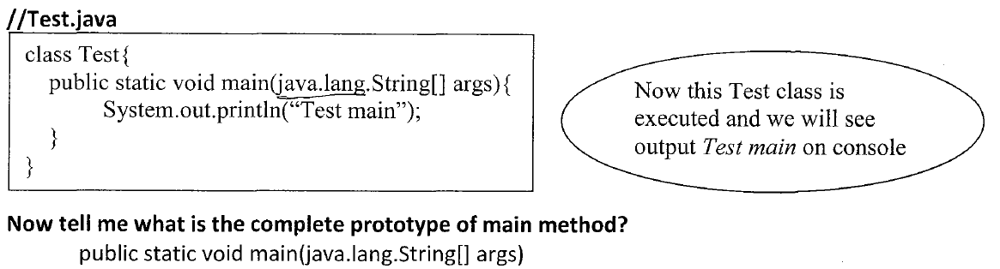 //Test.java
class Test{
public static void main(java.lang.String[] args){
System.out.println(“Test main”);
}
}
Now this Test class is
executed and we will see
output Test main on console
Now tell me what is the complete prototype of main method?
public static void main(java.lang.String[] args)